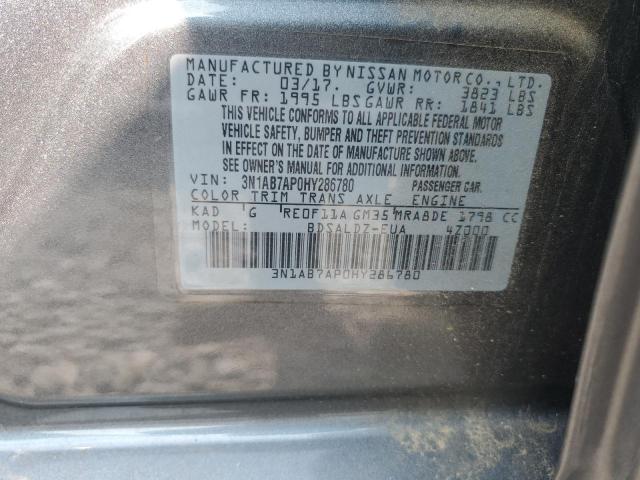 MANUFACTURED BY NISSAN MOTOR CO., LTD.
DATE: 03/17. GVWR: 3823 LBS
GAWR FR: 1995 LBS GAWR RR: 1841 LBS
THIS VEHICLE CONFORMS TO ALL APPLICABLE FEDERAL MOTOR
VEHICLE SAFETY, BUMPER AND THEFT PREVENTION STANDARDS
IN EFFECT ON THE DATE OF MANUFACTURE SHOWN ABOVE.
SEE OWNER'S MANUAL FOR ADDITIONAL INFORMATION.
VIN: 3N1AB7AP0HY286780 PASSENGER CAR.
COLOR TRIM TRANS AXLE ENGINE
KAD G RE0F11A GM35 MRA8DE 1798 CC
MODEL: BDSALDZ-EUA 4Z000
3N1AB7AP0HY286780